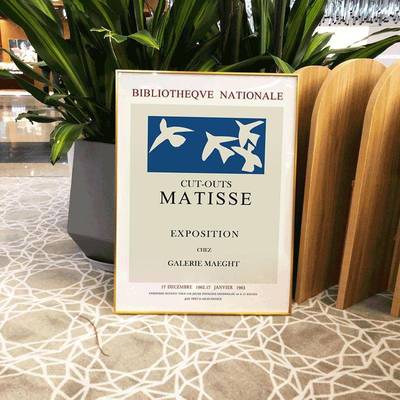 BIBLIOTHEQVE NATIONALE
CUT-OUTS
MATISSE
EXPOSITION
CHEZ
GALERIE MAEGHT